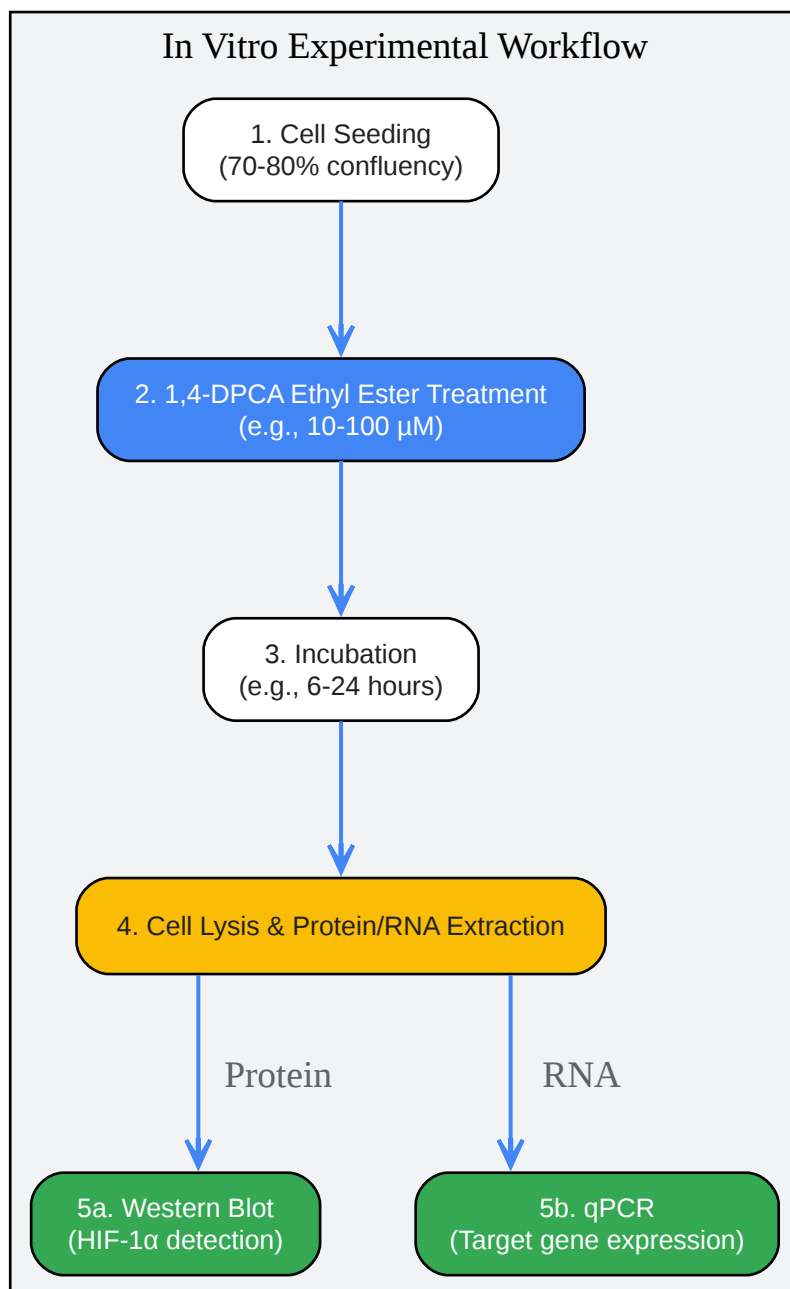 In Vitro Experimental Workflow
1. Cell Seeding
(70-80% confluency)
2. 1,4-DPCA Ethyl Ester Treatment
(e.g., 10-100 µM)
3. Incubation
(e.g., 6-24 hours)
4. Cell Lysis & Protein/RNA Extraction
Protein
RNA
5a. Western Blot
(HIF-1α detection)
5b. qPCR
(Target gene expression)